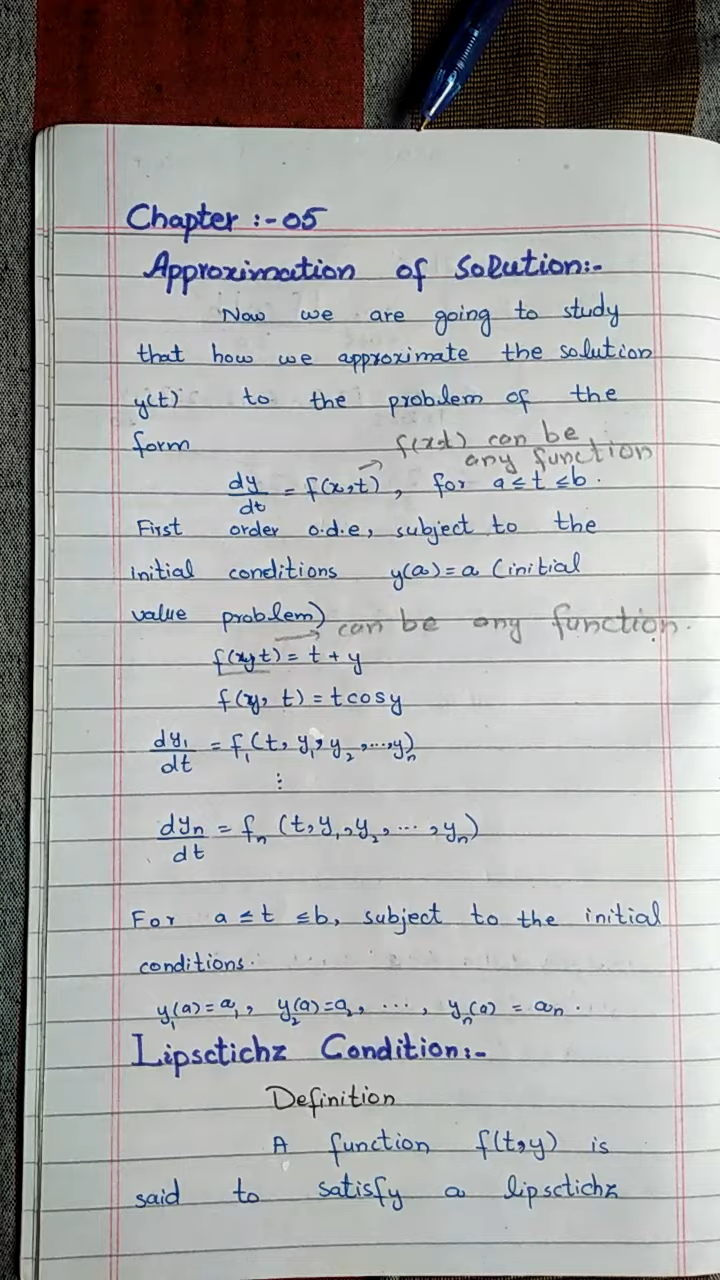 Chapter :- 05
Approximation of Solution:-
Now we are going to study
that how we approximate the solution
y(t) to the problem of the
form
f(x,t) can be
any function
dy/dt = f(x,t), for a≤t≤b.
First order o.d.e, subject to the
initial conditions y(a)=a (initial
value problem)
can be any function.
f(y,t) = t + y
f(y, t) = tcosy
dy₁/dt = f₁(t, y₁, y₂,...,y)ₙ
⋮
dyₙ/dt = fₙ (t, y₁, y₂, ..., yₙ)
For a ≤ t ≤ b, subject to the initial
conditions.
y₁(a) = a₁, y₂(a) = a₂, ..., yₙ(a) = aₙ.
Lipsctichz Condition:-
Definition
A function f(t,y) is
said to satisfy a lipsctichz